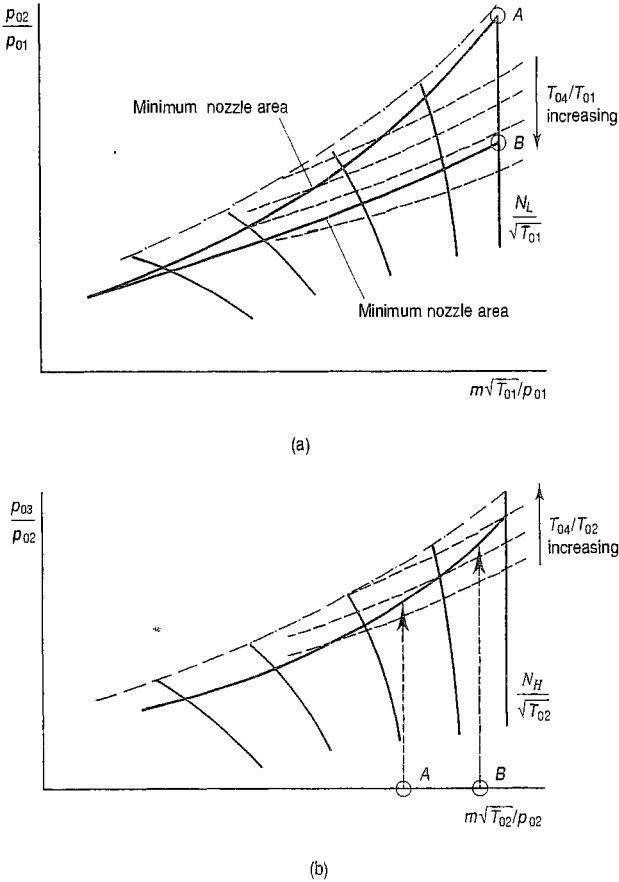 p02
p01
A
Minimum nozzle area
T04/T01
increasing
B
NL
√T01
Minimum nozzle area
m√T01/p01
(a)
p03
p02
T04/T02
increasing
NH
√T02
A
B
m√T02/p02
(b)